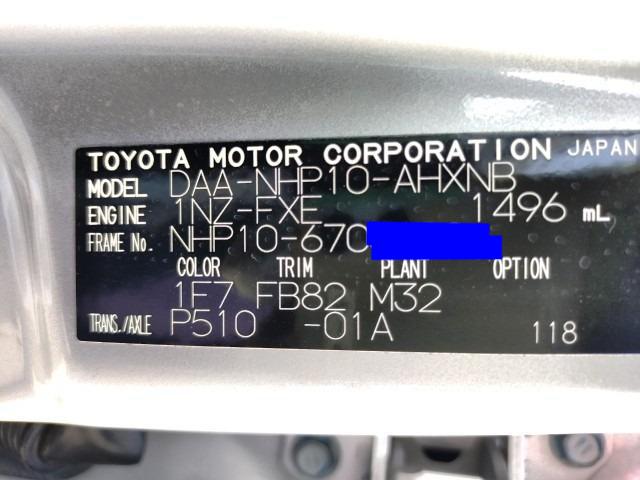 TOYOTA MOTOR CORPORATION JAPAN
MODEL DAA-NHP10-AHXNB
ENGINE 1NZ-FXE 1496 mL
FRAME No. NHP10-670
COLOR TRIM PLANT OPTION
1F7 FB82 M32
TRANS./AXLE P510 -01A 118